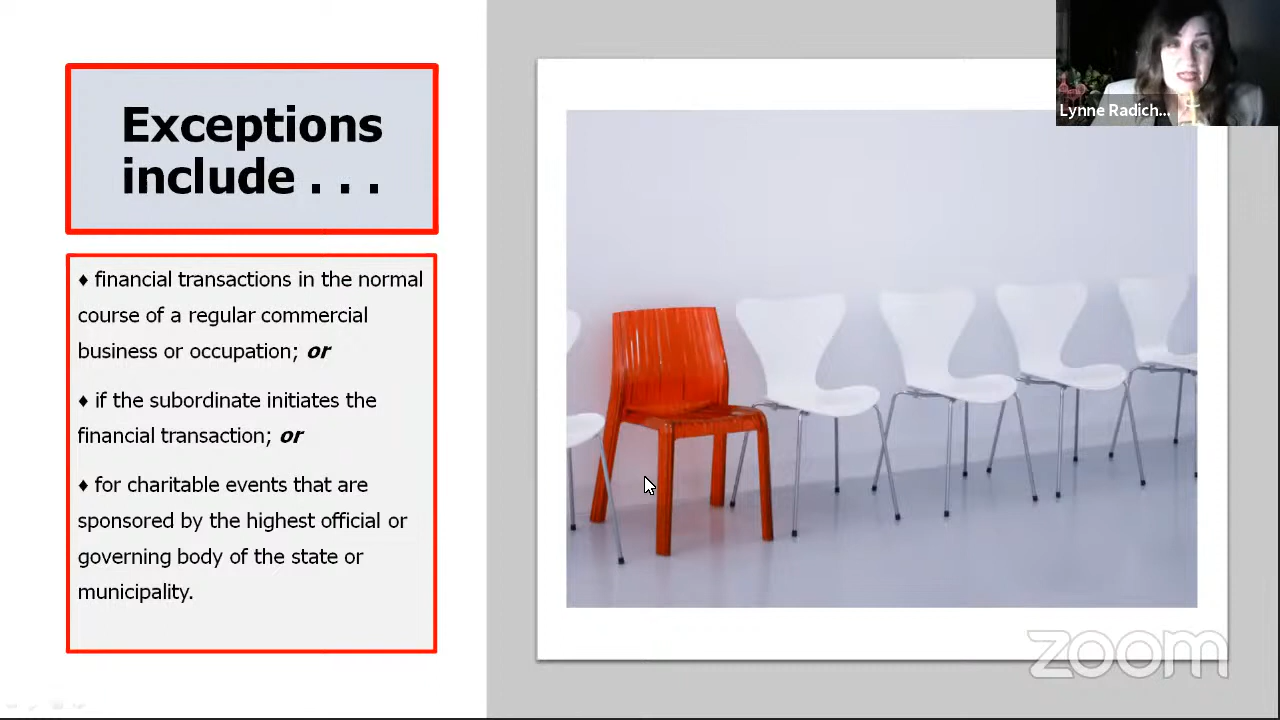 Exceptions
include . . .
♦ financial transactions in the normal
course of a regular commercial
business or occupation; or
♦ if the subordinate initiates the
financial transaction; or
♦ for charitable events that are
sponsored by the highest official or
governing body of the state or
municipality.
Lynne Radich...
zoom